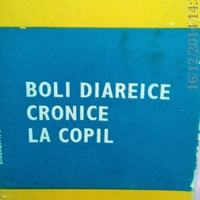 BOLI DIAREICE
CRONICE
LA COPIL
16/12/2014 14: